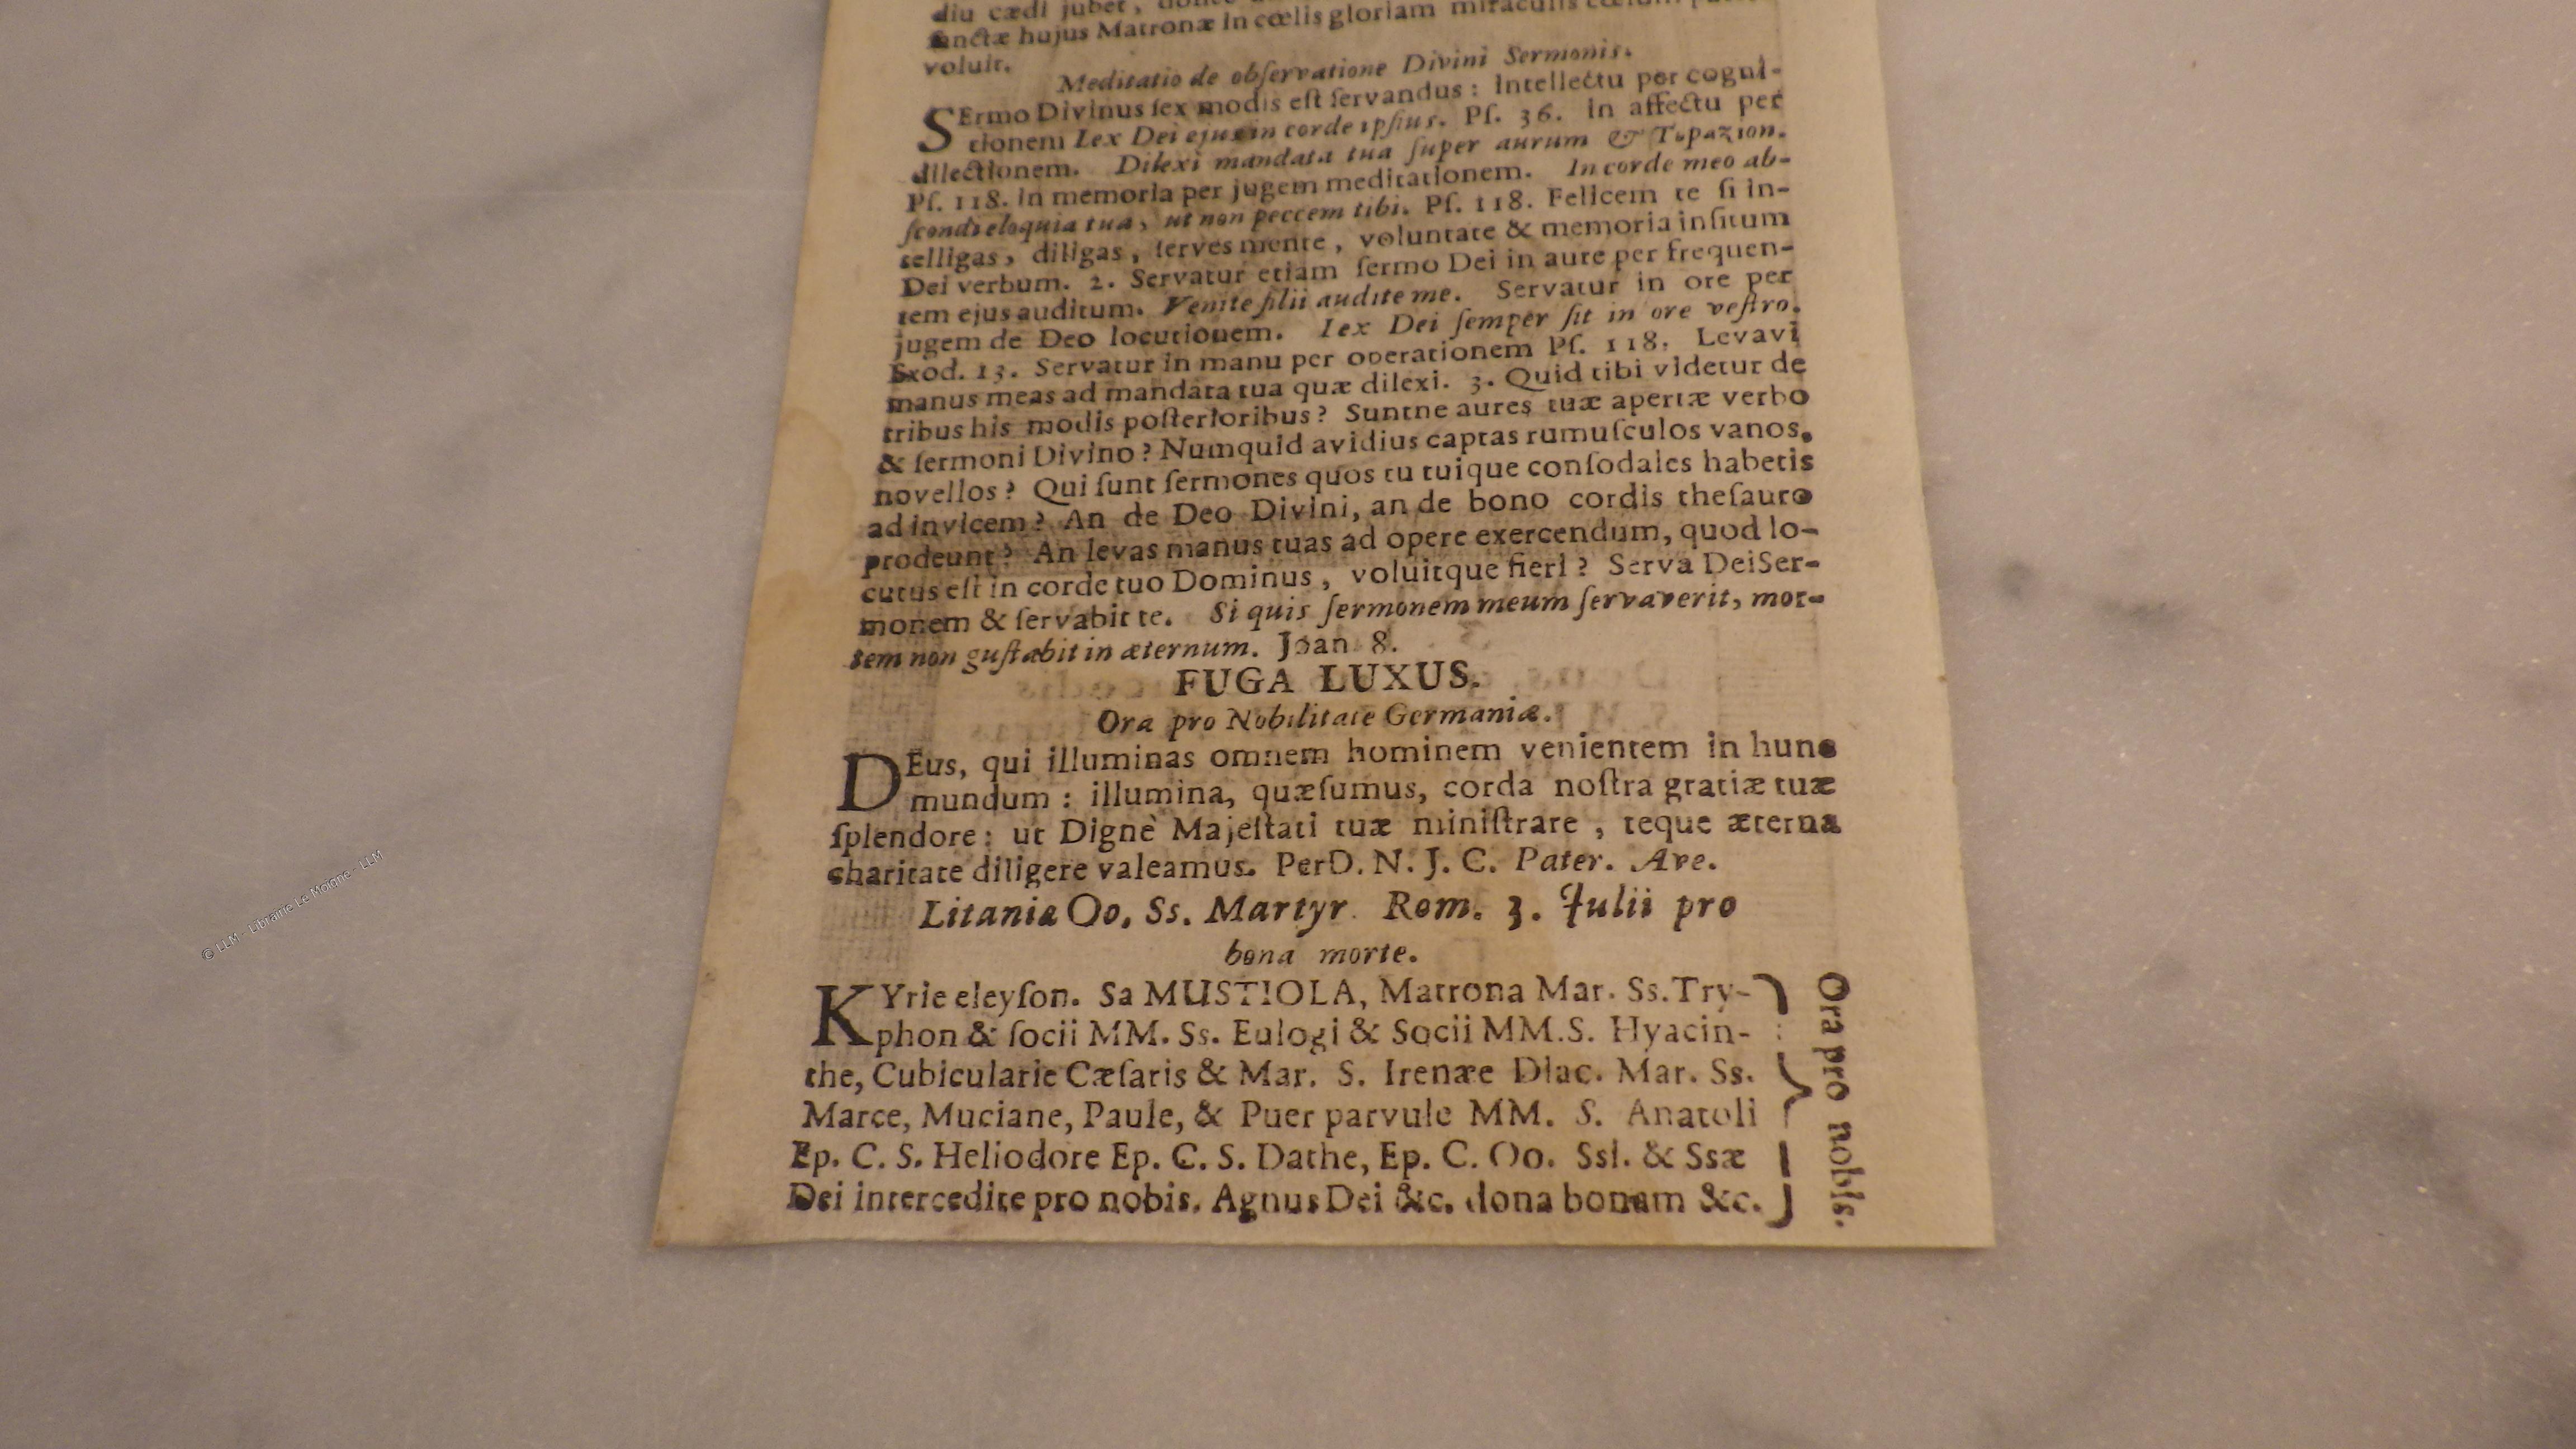 diu cædi jubet,
ſanctæ hujus Matronæ in cœlis gloriam miraculis
voluit.
Meditatio de obſervatione Divini Sermonis.
SErmo Divinus ſex modis eſt ſervandus : Intellectu per cogni-
tionem Lex Dei ejus in corde ipſius. Pſ. 36. In affectu per
dilectionem. Dilexi mandata tua ſuper aurum & Topazion.
Pſ. 118. In memoria per jugem meditationem. In corde meo ab-
ſcondi eloquia tua, ut non peccem tibi. Pſ. 118. Felicem te ſi in-
telligas, diligas, ſerves mente, voluntate & memoria inſitum
Dei verbum. 2. Servatur etiam ſermo Dei in aure per frequen-
tem ejus auditum. Venite filii audite me. Servatur in ore per
jugem de Deo locutionem. Lex Dei ſemper ſit in ore veſtro.
Exod. 13. Servatur in manu per operationem Pſ. 118. Levavi
manus meas ad mandata tua quæ dilexi. 3. Quid tibi videtur de
tribus his modis poſterioribus? Suntne aures tuæ apertæ verbo
& ſermoni Divino? Numquid avidius captas rumuſculos vanos,
novellos? Qui ſunt ſermones quos tu tuique conſodales habetis
ad invicem? An de Deo Divini, an de bono cordis theſauro
prodeunt? An levas manus tuas ad opere exercendum, quod lo-
cutus eſt in corde tuo Dominus, voluitque fieri? Serva Dei Ser-
monem & ſervabit te. Si quis ſermonem meum ſervaverit, mor-
tem non guſtabit in æternum. Joan 8.
FUGA LUXUS.
Ora pro Nobilitate Germaniæ.
DEus, qui illuminas omnem hominem venientem in hunc
mundum : illumina, quæſumus, corda noſtra gratiæ tuæ
ſplendore: ut Dignè Majeſtati tuæ miniſtrare, teque æterna
charitate diligere valeamus. Per D. N. J. C. Pater. Ave.
Litania Oo. Ss. Martyr. Rom. 3. Julii pro
bona morte.
KYrie eleyſon. Sa MUSTIOLA, Matrona Mar. Ss. Try-
phon & ſocii MM. Ss. Eulogi & Socii MM. S. Hyacin-
the, Cubicularie Cæſaris & Mar. S. Irenæe Diac. Mar. Ss.
Marce, Muciane, Paule, & Puer parvule MM. S. Anatoli
Ep. C. S. Heliodore Ep. C. S. Dathe, Ep. C. Oo. Ssi. & Ssæ
Dei intercedite pro nobis. Agnus Dei &c. dona bonam &c.
Ora pro nobis.
© LLM - Librairie Le Moigne - LLM